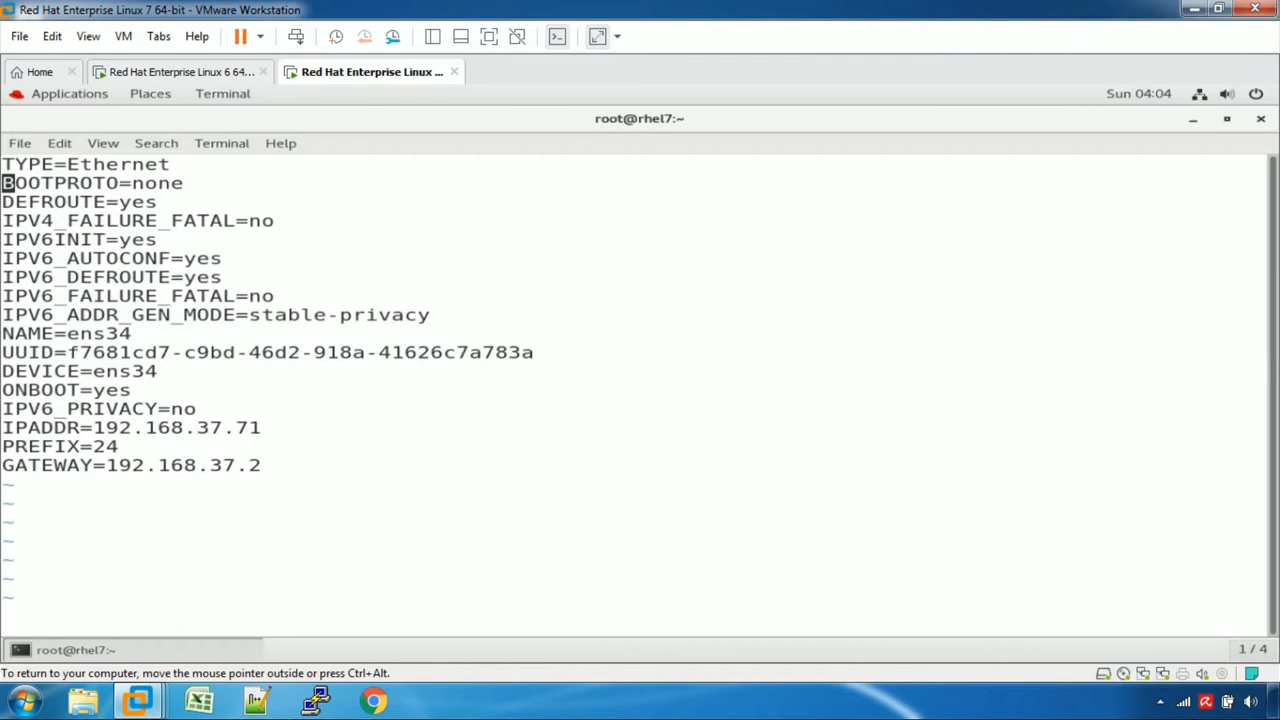 Red Hat Enterprise Linux 7 64-bit - VMware Workstation
File Edit View VM Tabs Help
Home Red Hat Enterprise Linux 6 64... Red Hat Enterprise Linux ...
Applications Places Terminal Sun 04:04
root@rhel7:~
File Edit View Search Terminal Help
TYPE=Ethernet
BOOTPROTO=none
DEFROUTE=yes
IPV4_FAILURE_FATAL=no
IPV6INIT=yes
IPV6_AUTOCONF=yes
IPV6_DEFROUTE=yes
IPV6_FAILURE_FATAL=no
IPV6_ADDR_GEN_MODE=stable-privacy
NAME=ens34
UUID=f7681cd7-c9bd-46d2-918a-41626c7a783a
DEVICE=ens34
ONBOOT=yes
IPV6_PRIVACY=no
IPADDR=192.168.37.71
PREFIX=24
GATEWAY=192.168.37.2
~
~
~
~
~
~
~
root@rhel7:~ 1 / 4
To return to your computer, move the mouse pointer outside or press Ctrl+Alt.